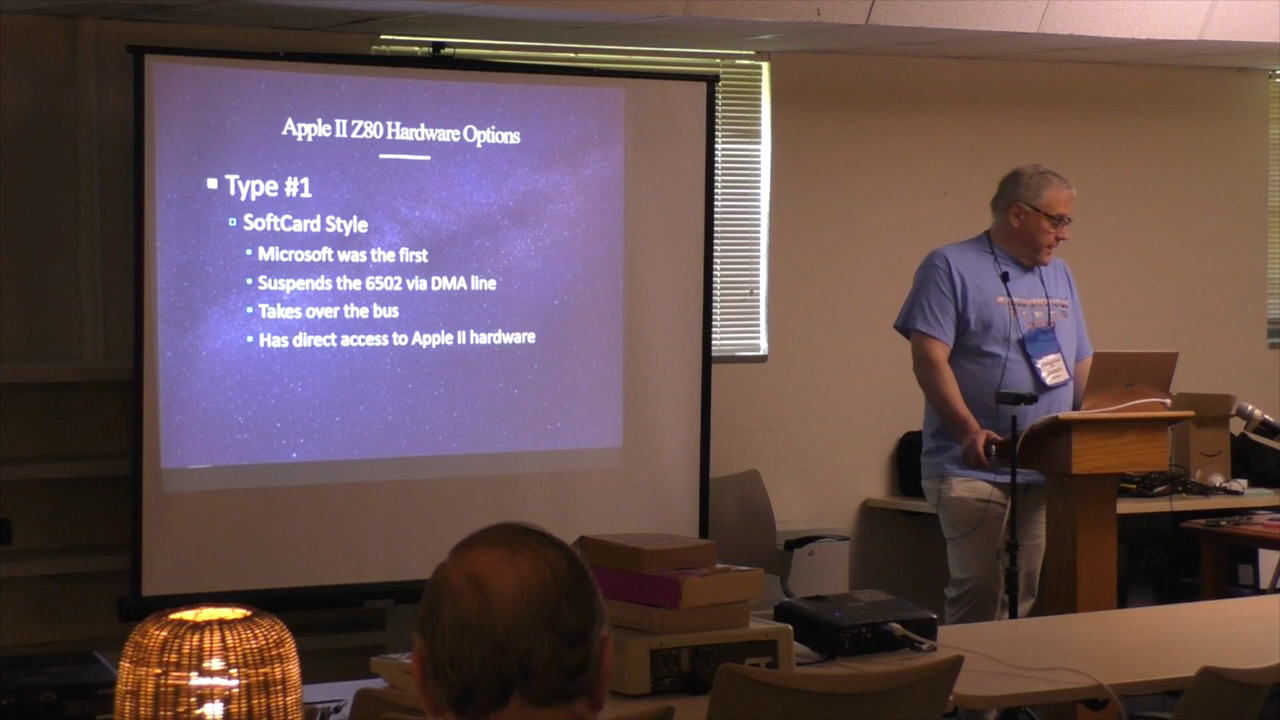 Apple II Z80 Hardware Options
Type #1
SoftCard Style
Microsoft was the first
Suspends the 6502 via DMA line
Takes over the bus
Has direct access to Apple II hardware